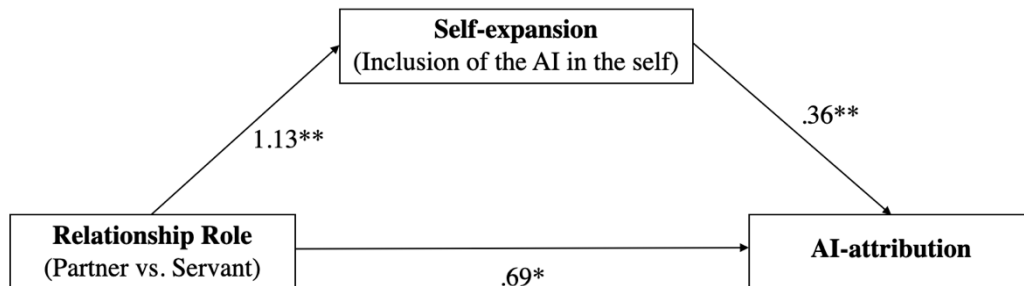 Self-expansion
(Inclusion of the AI in the self)
1.13**
.36**
Relationship Role
(Partner vs. Servant)
.69*
AI-attribution